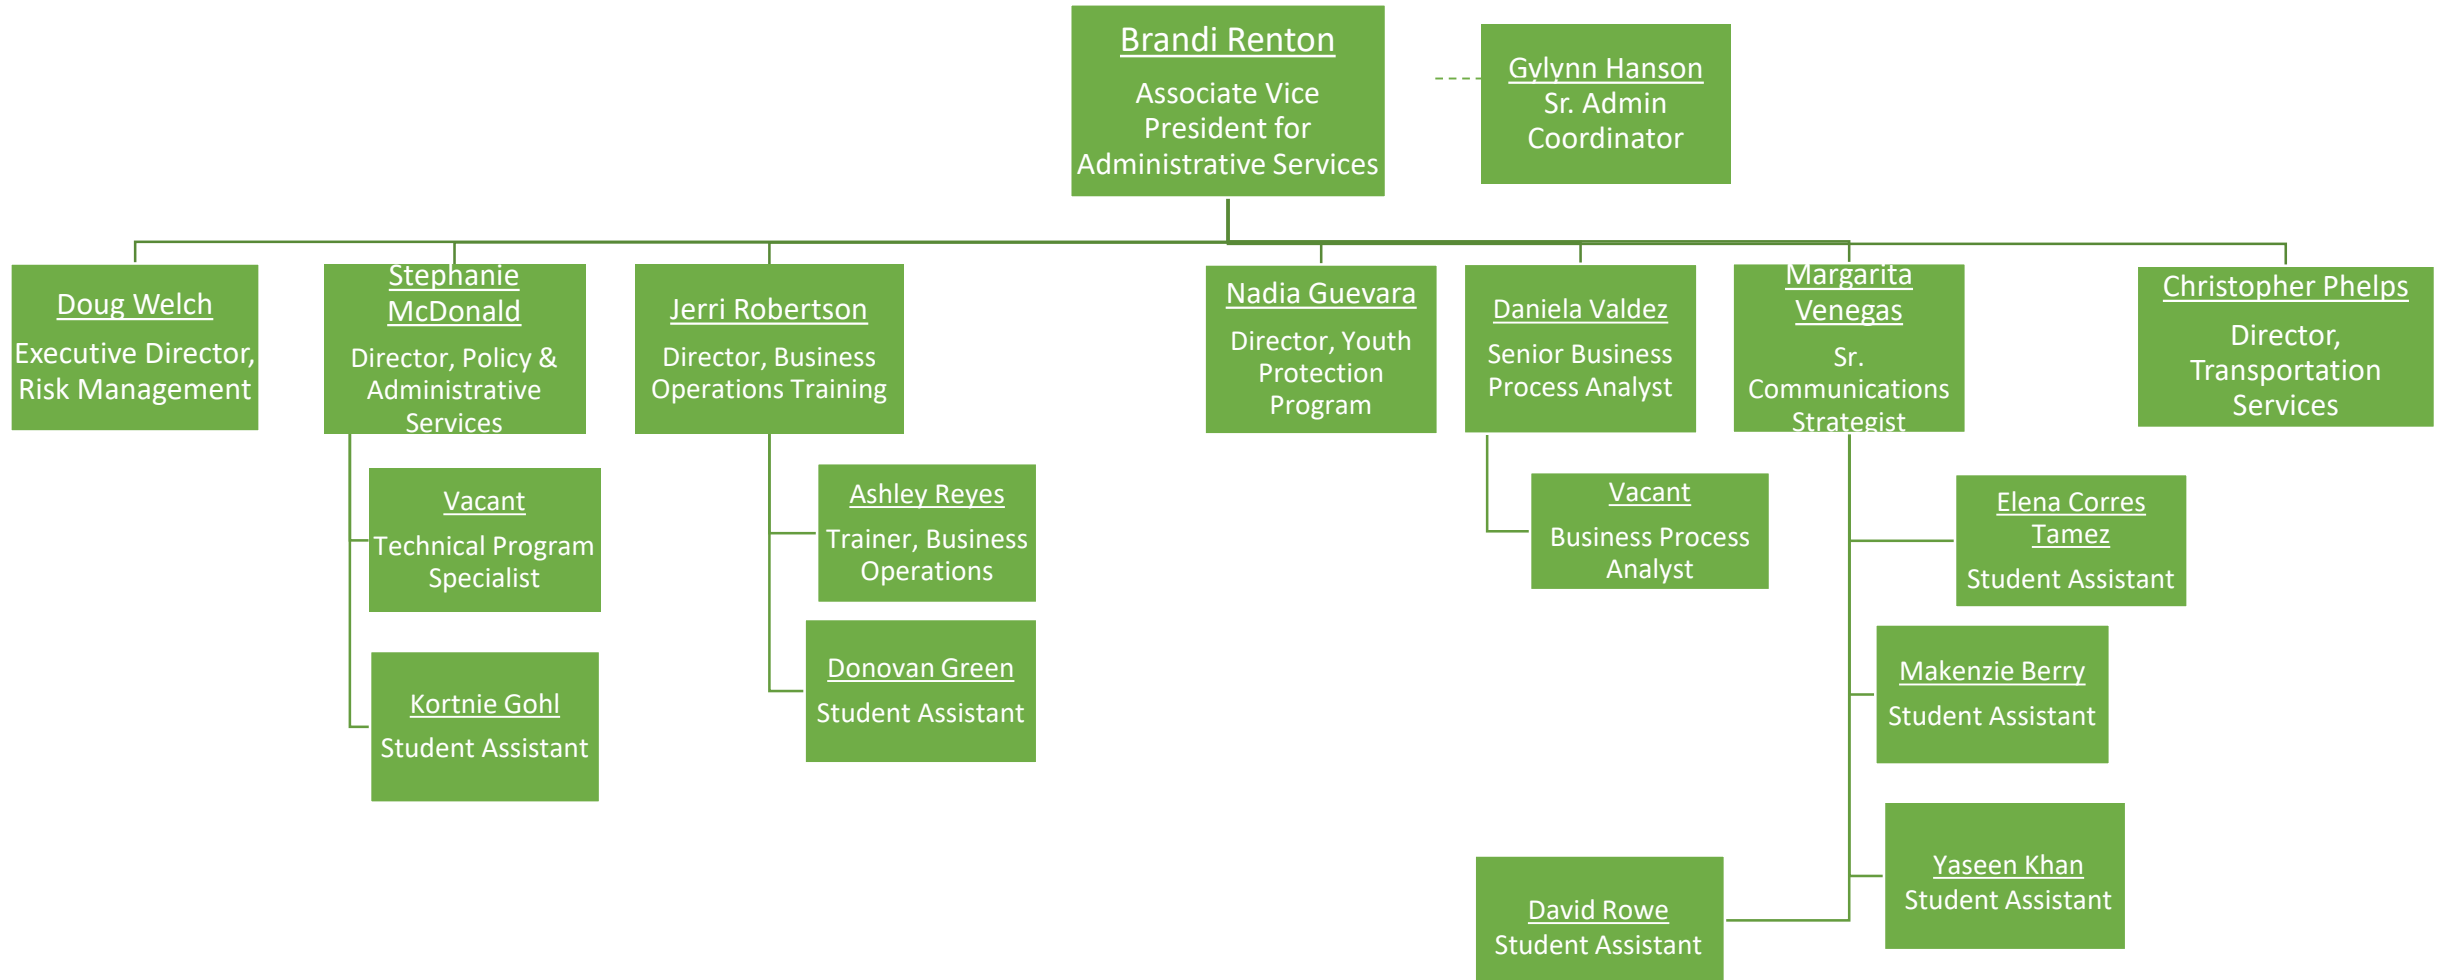 Brandi Renton
Associate Vice
President for
Administrative Services
Gylynn Hanson
Sr. Admin
Coordinator
Doug Welch
Executive Director,
Risk Management
Stephanie
McDonald
Director, Policy &
Administrative
Services
Jerri Robertson
Director, Business
Operations Training
Nadia Guevara
Director, Youth
Protection
Program
Daniela Valdez
Senior Business
Process Analyst
Margarita
Venegas
Sr.
Communications
Strategist
Christopher Phelps
Director,
Transportation
Services
Vacant
Technical Program
Specialist
Kortnie Gohl
Student Assistant
Ashley Reyes
Trainer, Business
Operations
Donovan Green
Student Assistant
Vacant
Business Process
Analyst
Elena Corres
Tamez
Student Assistant
Makenzie Berry
Student Assistant
Yaseen Khan
Student Assistant
David Rowe
Student Assistant